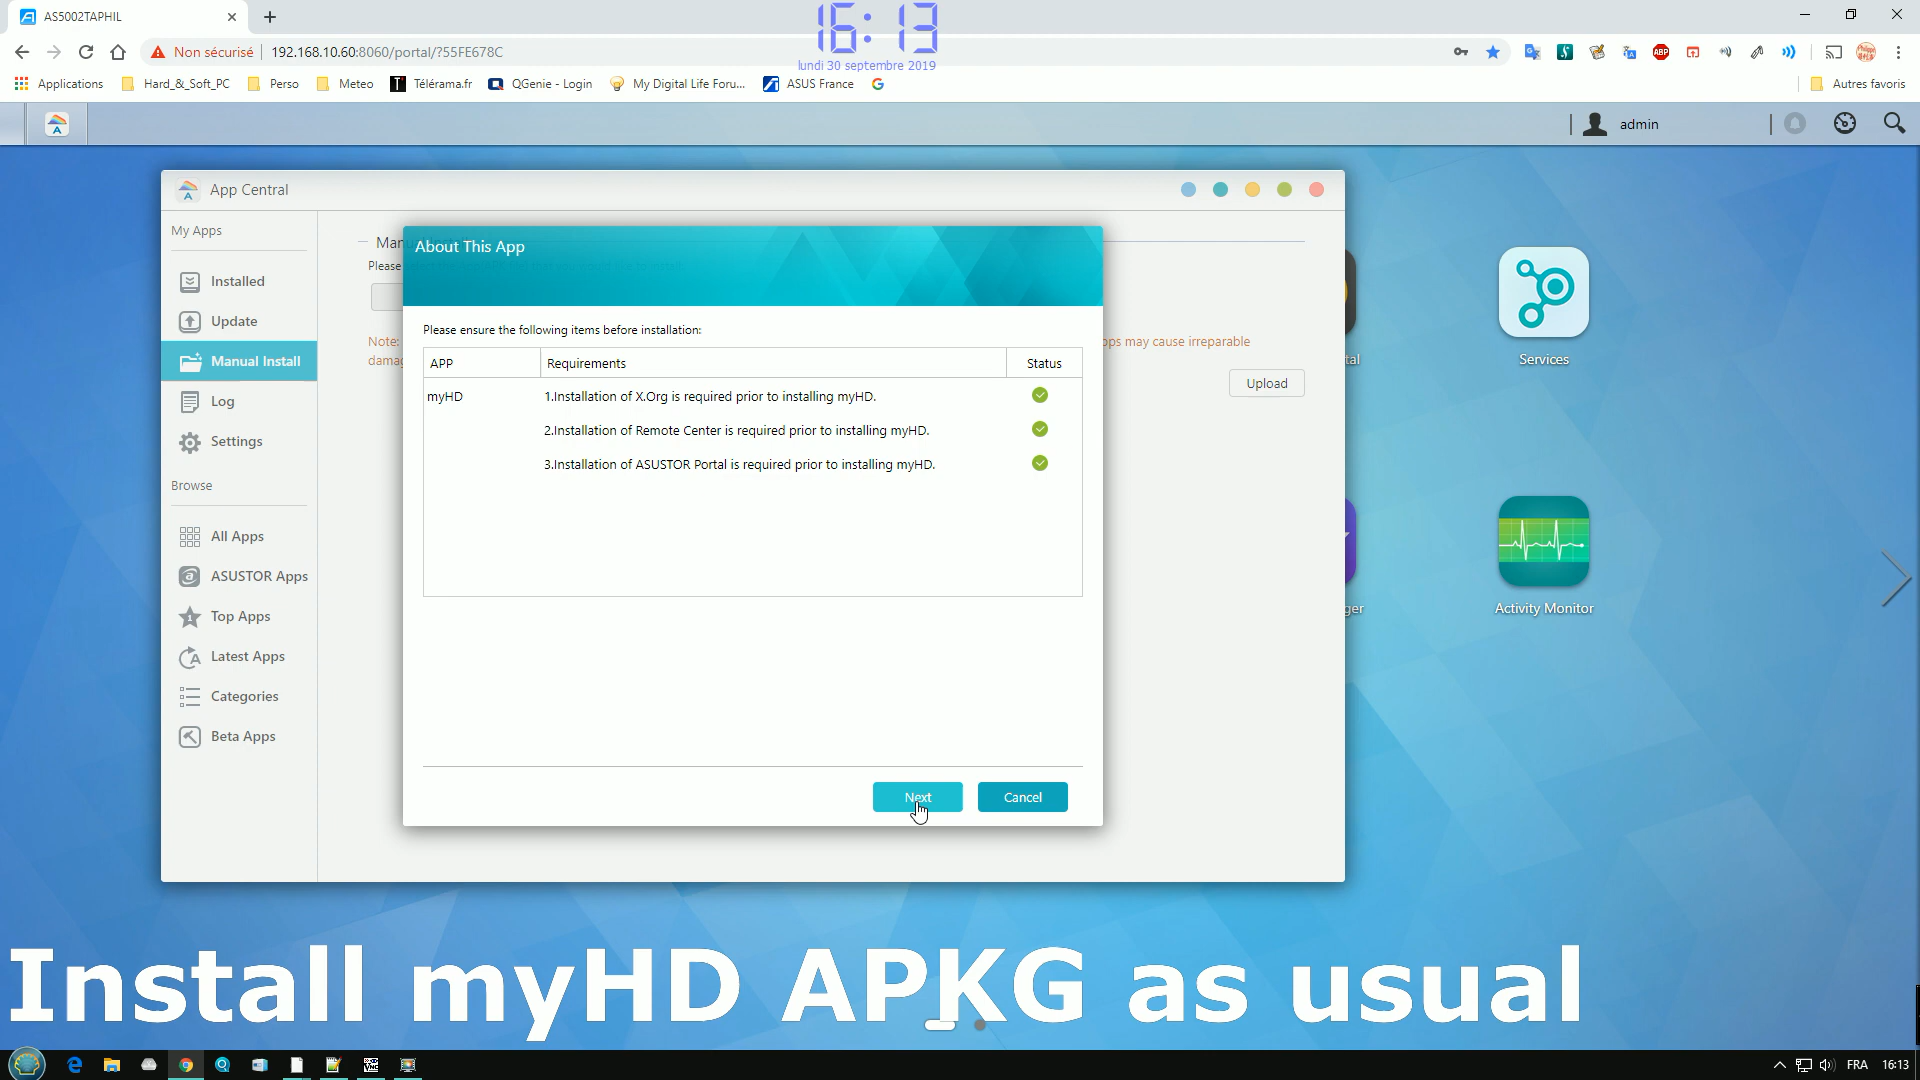 AS5002TAPHIL
16:13
lundi 30 septembre 2019
Non sécurisé
192.168.10.60:8060/portal/?55FE678C
ABP
Applications
Hard_&_Soft_PC
Perso
Meteo
Télérama.fr
QGenie - Login
My Digital Life Foru...
ASUS France
Autres favoris
admin
App Central
My Apps
Installed
Update
Manual Install
Log
Settings
Browse
All Apps
ASUSTOR Apps
Top Apps
Latest Apps
Categories
Beta Apps
Man
Please
Note:
ops may cause irreparable
damag
Upload
About This App
Please ensure the following items before installation:
APP
Requirements
Status
myHD
1.Installation of X.Org is required prior to installing myHD.
2.Installation of Remote Center is required prior to installing myHD.
3.Installation of ASUSTOR Portal is required prior to installing myHD.
Next
Cancel
tal
Services
ger
Activity Monitor
Install myHD APKG as usual
FRA
16:13